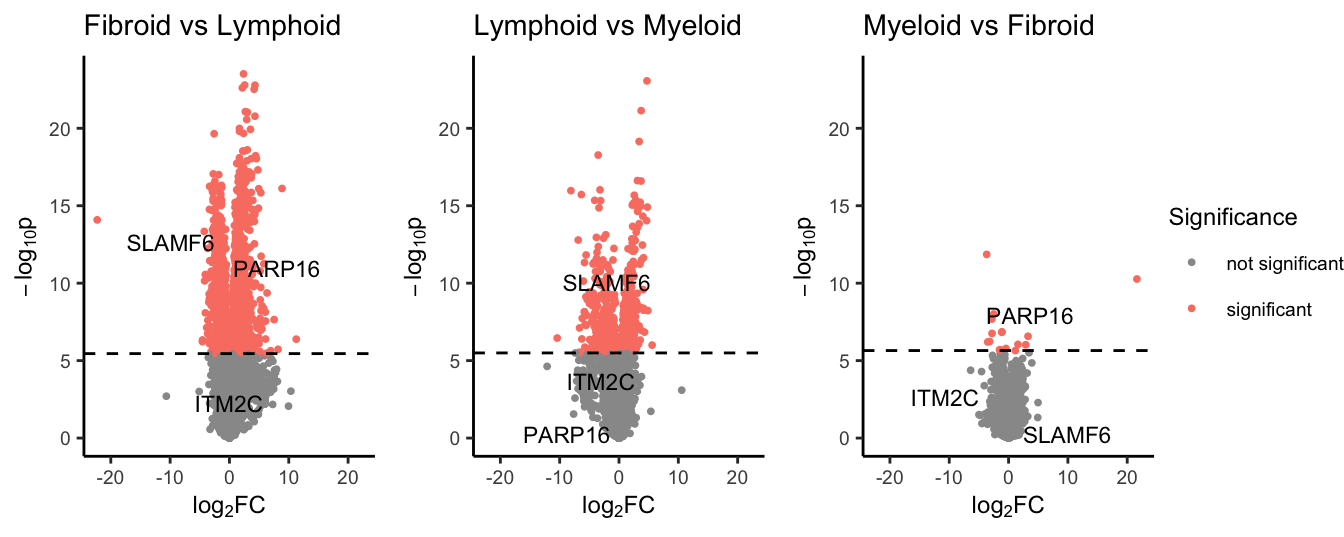 Fibroid vs Lymphoid
Lymphoid vs Myeloid
Myeloid vs Fibroid
−log₁₀p
20
15
10
5
0
SLAMF6
PARP16
ITM2C
-20
-10
0
10
20
log₂FC
−log₁₀p
20
15
10
5
0
SLAMF6
ITM2C
PARP16
-20
-10
0
10
20
log₂FC
−log₁₀p
20
15
10
5
0
PARP16
ITM2C
SLAMF6
-20
-10
0
10
20
log₂FC
Significance
not significant
significant